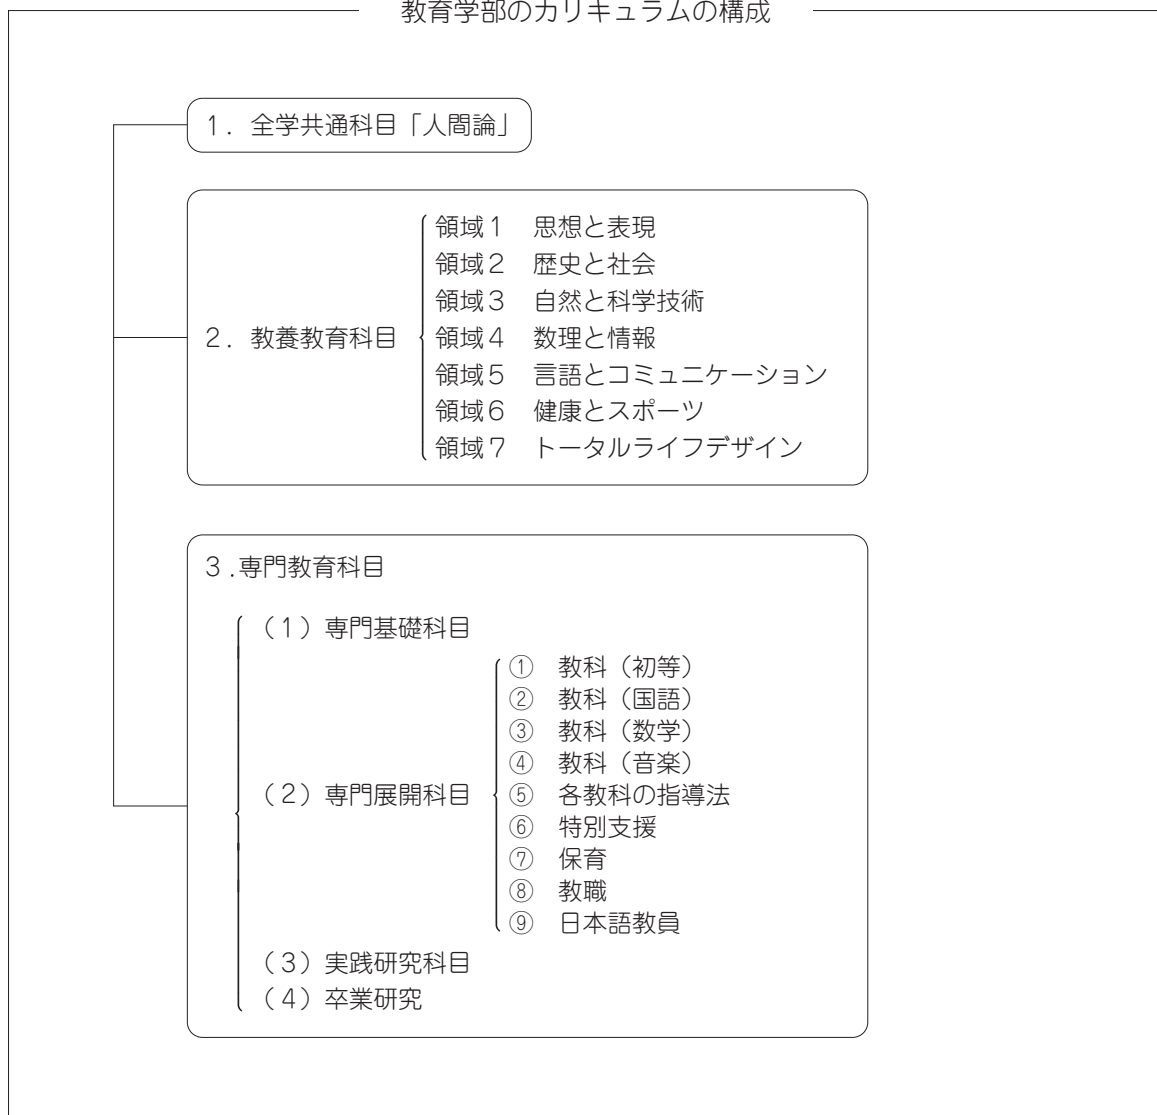 教育学部のカリキュラムの構成
１．全学共通科目「人間論」
２．教養教育科目
領域１　思想と表現
領域２　歴史と社会
領域３　自然と科学技術
領域４　数理と情報
領域５　言語とコミュニケーション
領域６　健康とスポーツ
領域７　トータルライフデザイン
３.専門教育科目
（１）専門基礎科目
（２）専門展開科目
①　教科（初等）
②　教科（国語）
③　教科（数学）
④　教科（音楽）
⑤　各教科の指導法
⑥　特別支援
⑦　保育
⑧　教職
⑨　日本語教員
（３）実践研究科目
（４）卒業研究